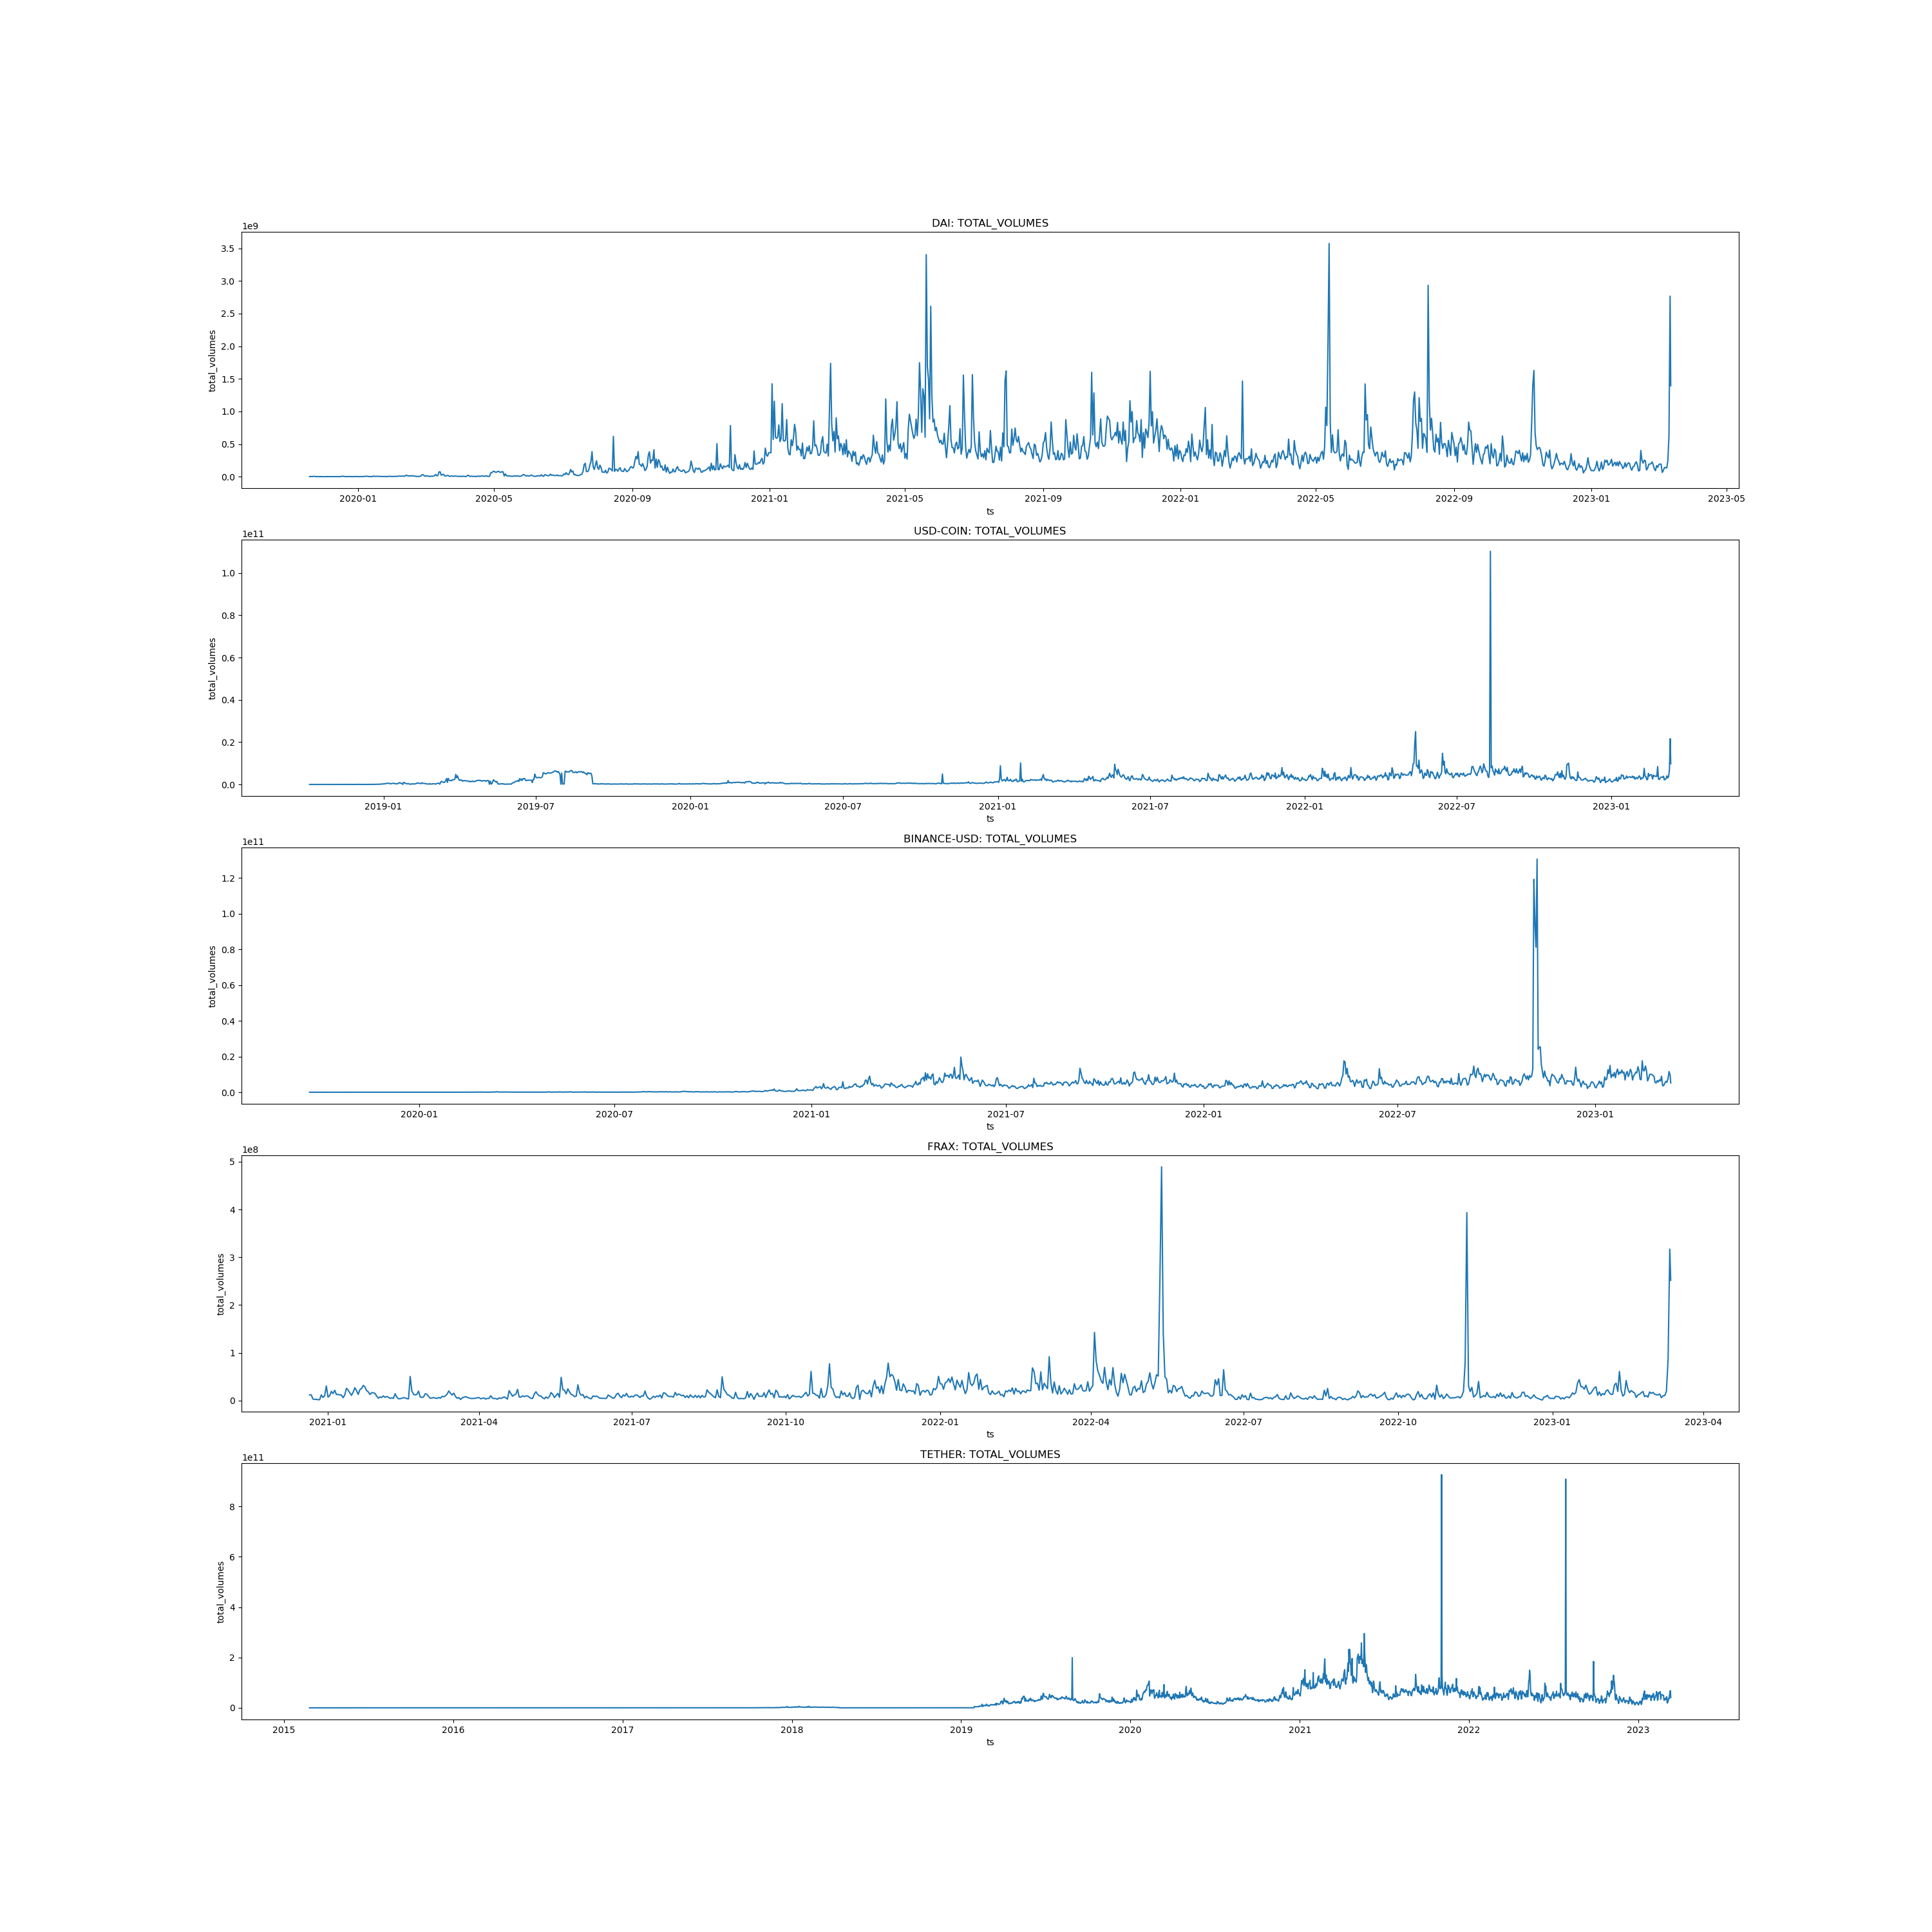 DAI: TOTAL_VOLUMES
1e9
3.5
3.0
2.5
2.0
1.5
1.0
0.5
0.0
total_volumes
2020-01 2020-05 2020-09 2021-01 2021-05 2021-09 2022-01 2022-05 2022-09 2023-01 2023-05
ts
USD-COIN: TOTAL_VOLUMES
1e11
1.0
0.8
0.6
0.4
0.2
0.0
total_volumes
2019-01 2019-07 2020-01 2020-07 2021-01 2021-07 2022-01 2022-07 2023-01
ts
BINANCE-USD: TOTAL_VOLUMES
1e11
1.2
1.0
0.8
0.6
0.4
0.2
0.0
total_volumes
2020-01 2020-07 2021-01 2021-07 2022-01 2022-07 2023-01
ts
FRAX: TOTAL_VOLUMES
1e8
5
4
3
2
1
0
total_volumes
2021-01 2021-04 2021-07 2021-10 2022-01 2022-04 2022-07 2022-10 2023-01 2023-04
ts
TETHER: TOTAL_VOLUMES
1e11
8
6
4
2
0
total_volumes
2015 2016 2017 2018 2019 2020 2021 2022 2023
ts